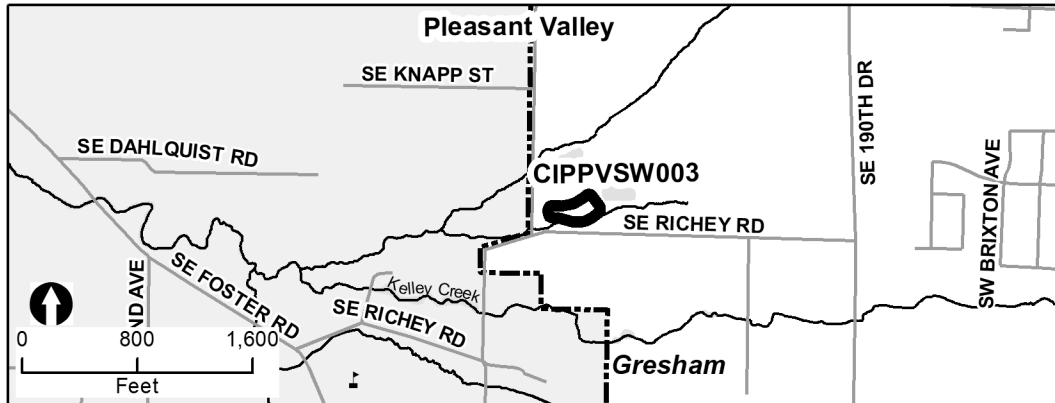 Pleasant Valley
SE KNAPP ST
SE 190TH DR
SE DAHLQUIST RD
CIPPVSW003
SW BRIXTON AVE
SE RICHEY RD
SE FOSTER RD
ND AVE
Kelley Creek
SE RICHEY RD
0 800 1,600
Feet
Gresham